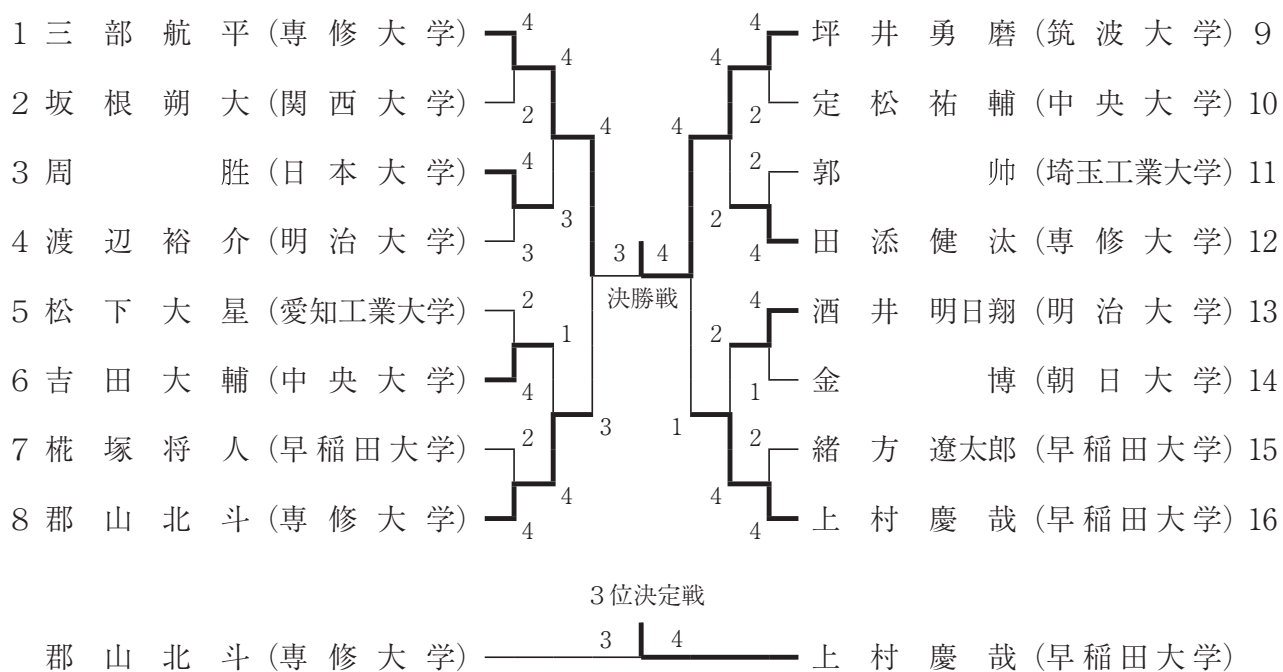 1 三部航平（専修大学） 4 4 坪井勇磨（筑波大学） 9
4 4
2 坂根朔大（関西大学） 2 2 定松祐輔（中央大学） 10
4 4
3 周 胜（日本大学） 4 2 郭 帅（埼玉工業大学） 11
3 2
4 渡辺裕介（明治大学） 3 4 田添健汰（専修大学） 12
3 4
決勝戦
5 松下大星（愛知工業大学） 2 4 酒井明日翔（明治大学） 13
1 2
6 吉田大輔（中央大学） 4 1 金 博（朝日大学） 14
3 1
7 椛塚将人（早稲田大学） 2 2 緒方遼太郎（早稲田大学） 15
4 4
8 郡山北斗（専修大学） 4 4 上村慶哉（早稲田大学） 16
3位決定戦
郡山北斗（専修大学） 3 4 上村慶哉（早稲田大学）